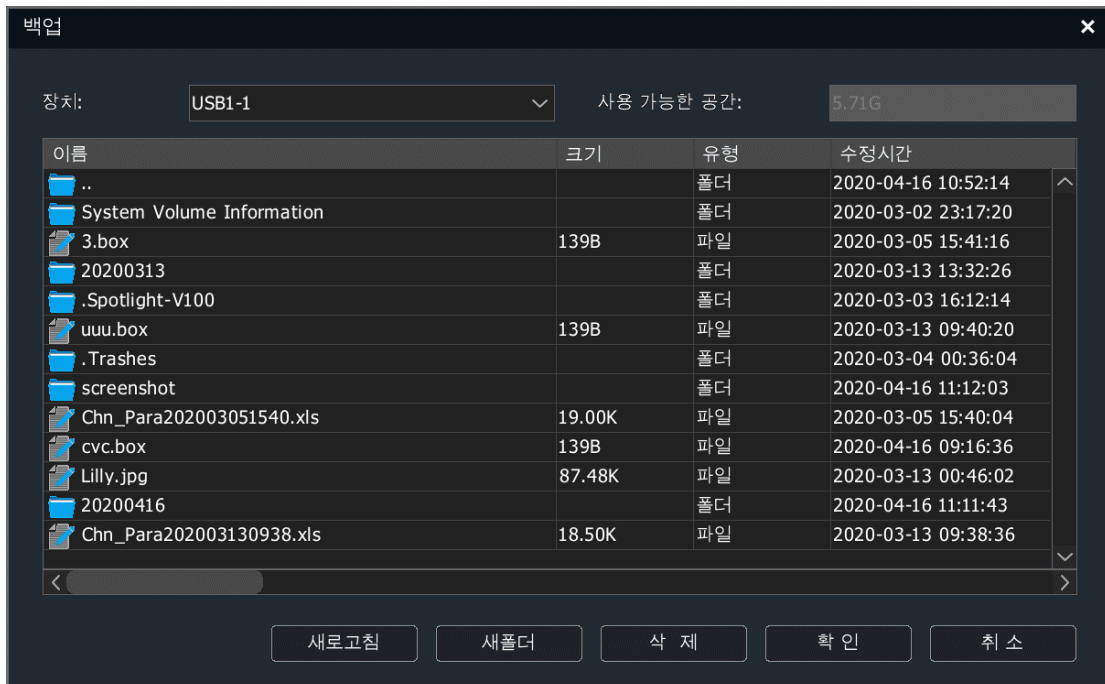 백업
장치: USB1-1 사용 가능한 공간: 5.71G
이름 크기 유형 수정시간
.. 폴더 2020-04-16 10:52:14
System Volume Information 폴더 2020-03-02 23:17:20
3.box 139B 파일 2020-03-05 15:41:16
20200313 폴더 2020-03-13 13:32:26
.Spotlight-V100 폴더 2020-03-03 16:12:14
uuu.box 139B 파일 2020-03-13 09:40:20
.Trashes 폴더 2020-03-04 00:36:04
screenshot 폴더 2020-04-16 11:12:03
Chn_Para202003051540.xls 19.00K 파일 2020-03-05 15:40:04
cvc.box 139B 파일 2020-04-16 09:16:36
Lilly.jpg 87.48K 파일 2020-03-13 00:46:02
20200416 폴더 2020-04-16 11:11:43
Chn_Para202003130938.xls 18.50K 파일 2020-03-13 09:38:36
새로고침 새폴더 삭 제 확 인 취 소